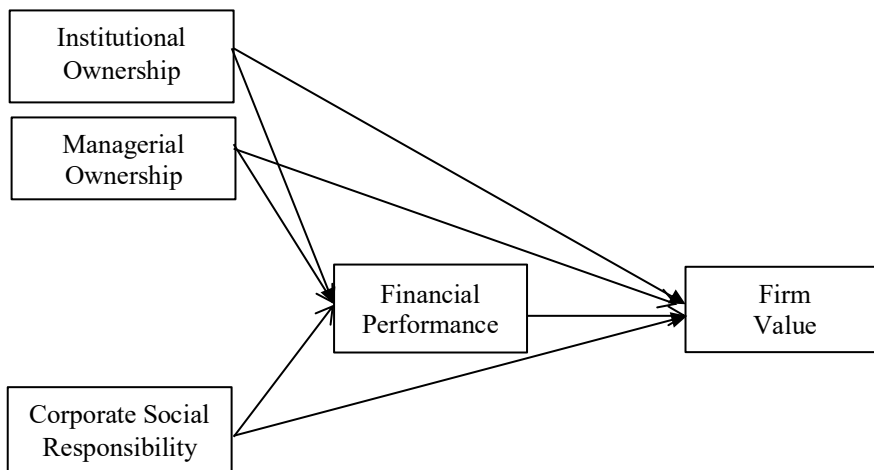 Institutional
Ownership
Managerial
Ownership
Financial
Performance
Firm
Value
Corporate Social
Responsibility